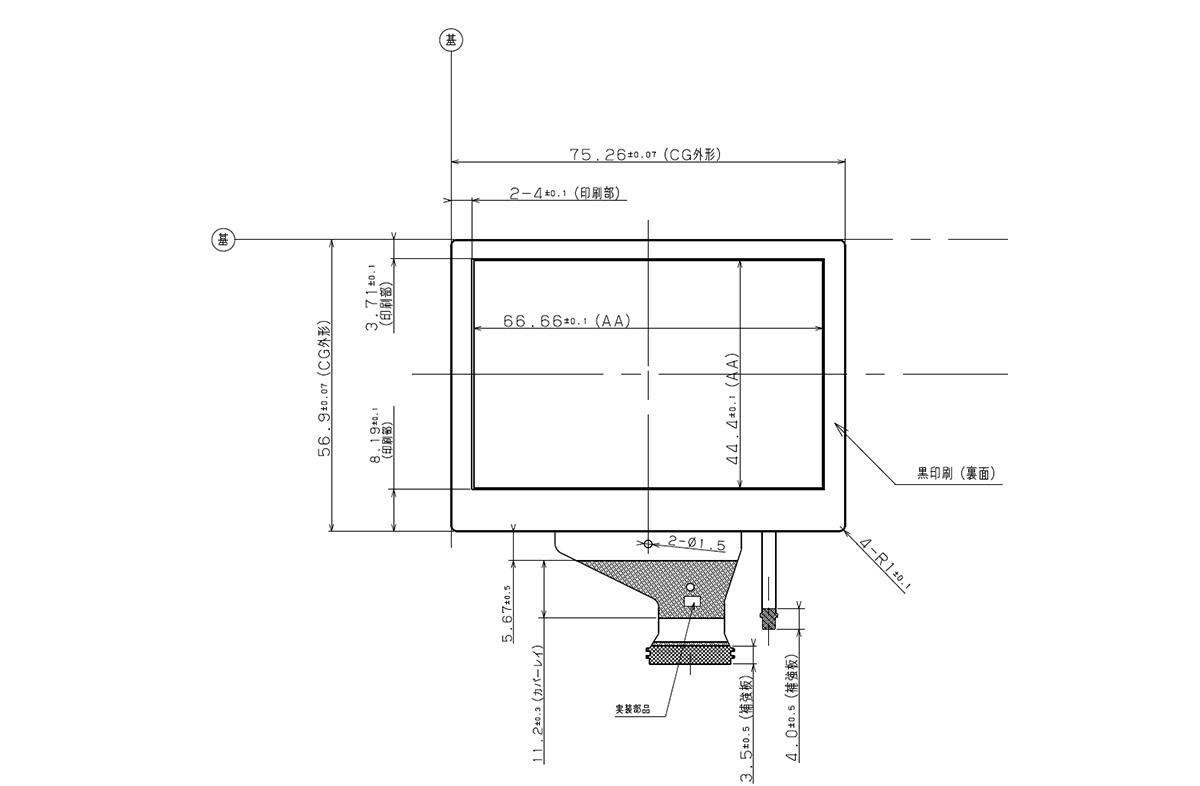 基
75.26±0.07 (CG外形)
2-4±0.1 (印刷部)
基
3.71±0.1
(印刷部)
66.66±0.1 (AA)
56.9±0.07 (CG外形)
44.4±0.1 (AA)
8.19±0.1
(印刷部)
黒印刷 (裏面)
2-Ø1.5
4-R1±0.1
5.67±0.5
11.2±0.3 (カバーレイ)
実装部品
3.5±0.5 (補強板)
4.0±0.5 (補強板)